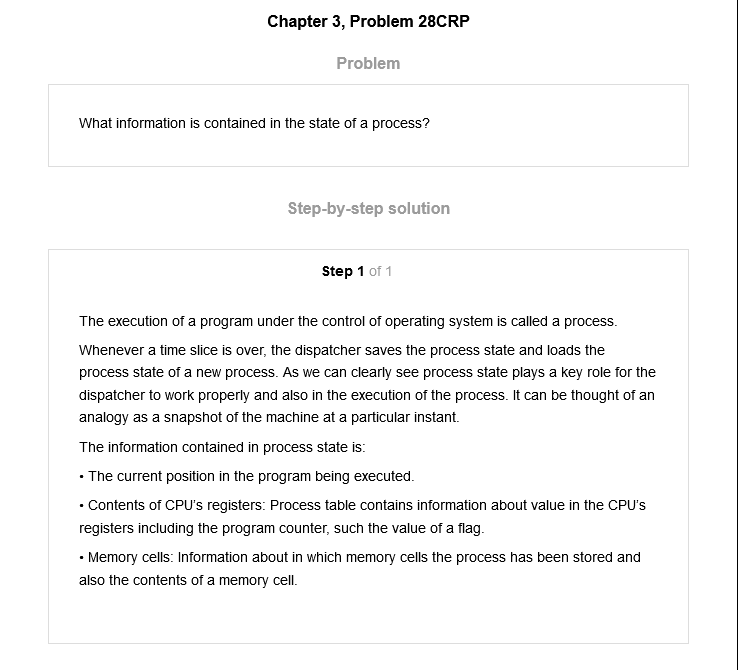 Chapter 3, Problem 28CRP
Problem
What information is contained in the state of a process?
Step-by-step solution
Step 1 of 1
The execution of a program under the control of operating system is called a process.
Whenever a time slice is over, the dispatcher saves the process state and loads the
process state of a new process. As we can clearly see process state plays a key role for the
dispatcher to work properly and also in the execution of the process. It can be thought of an
analogy as a snapshot of the machine at a particular instant.
The information contained in process state is:
• The current position in the program being executed.
• Contents of CPU's registers: Process table contains information about value in the CPU's
registers including the program counter, such the value of a flag.
• Memory cells: Information about in which memory cells the process has been stored and
also the contents of a memory cell.